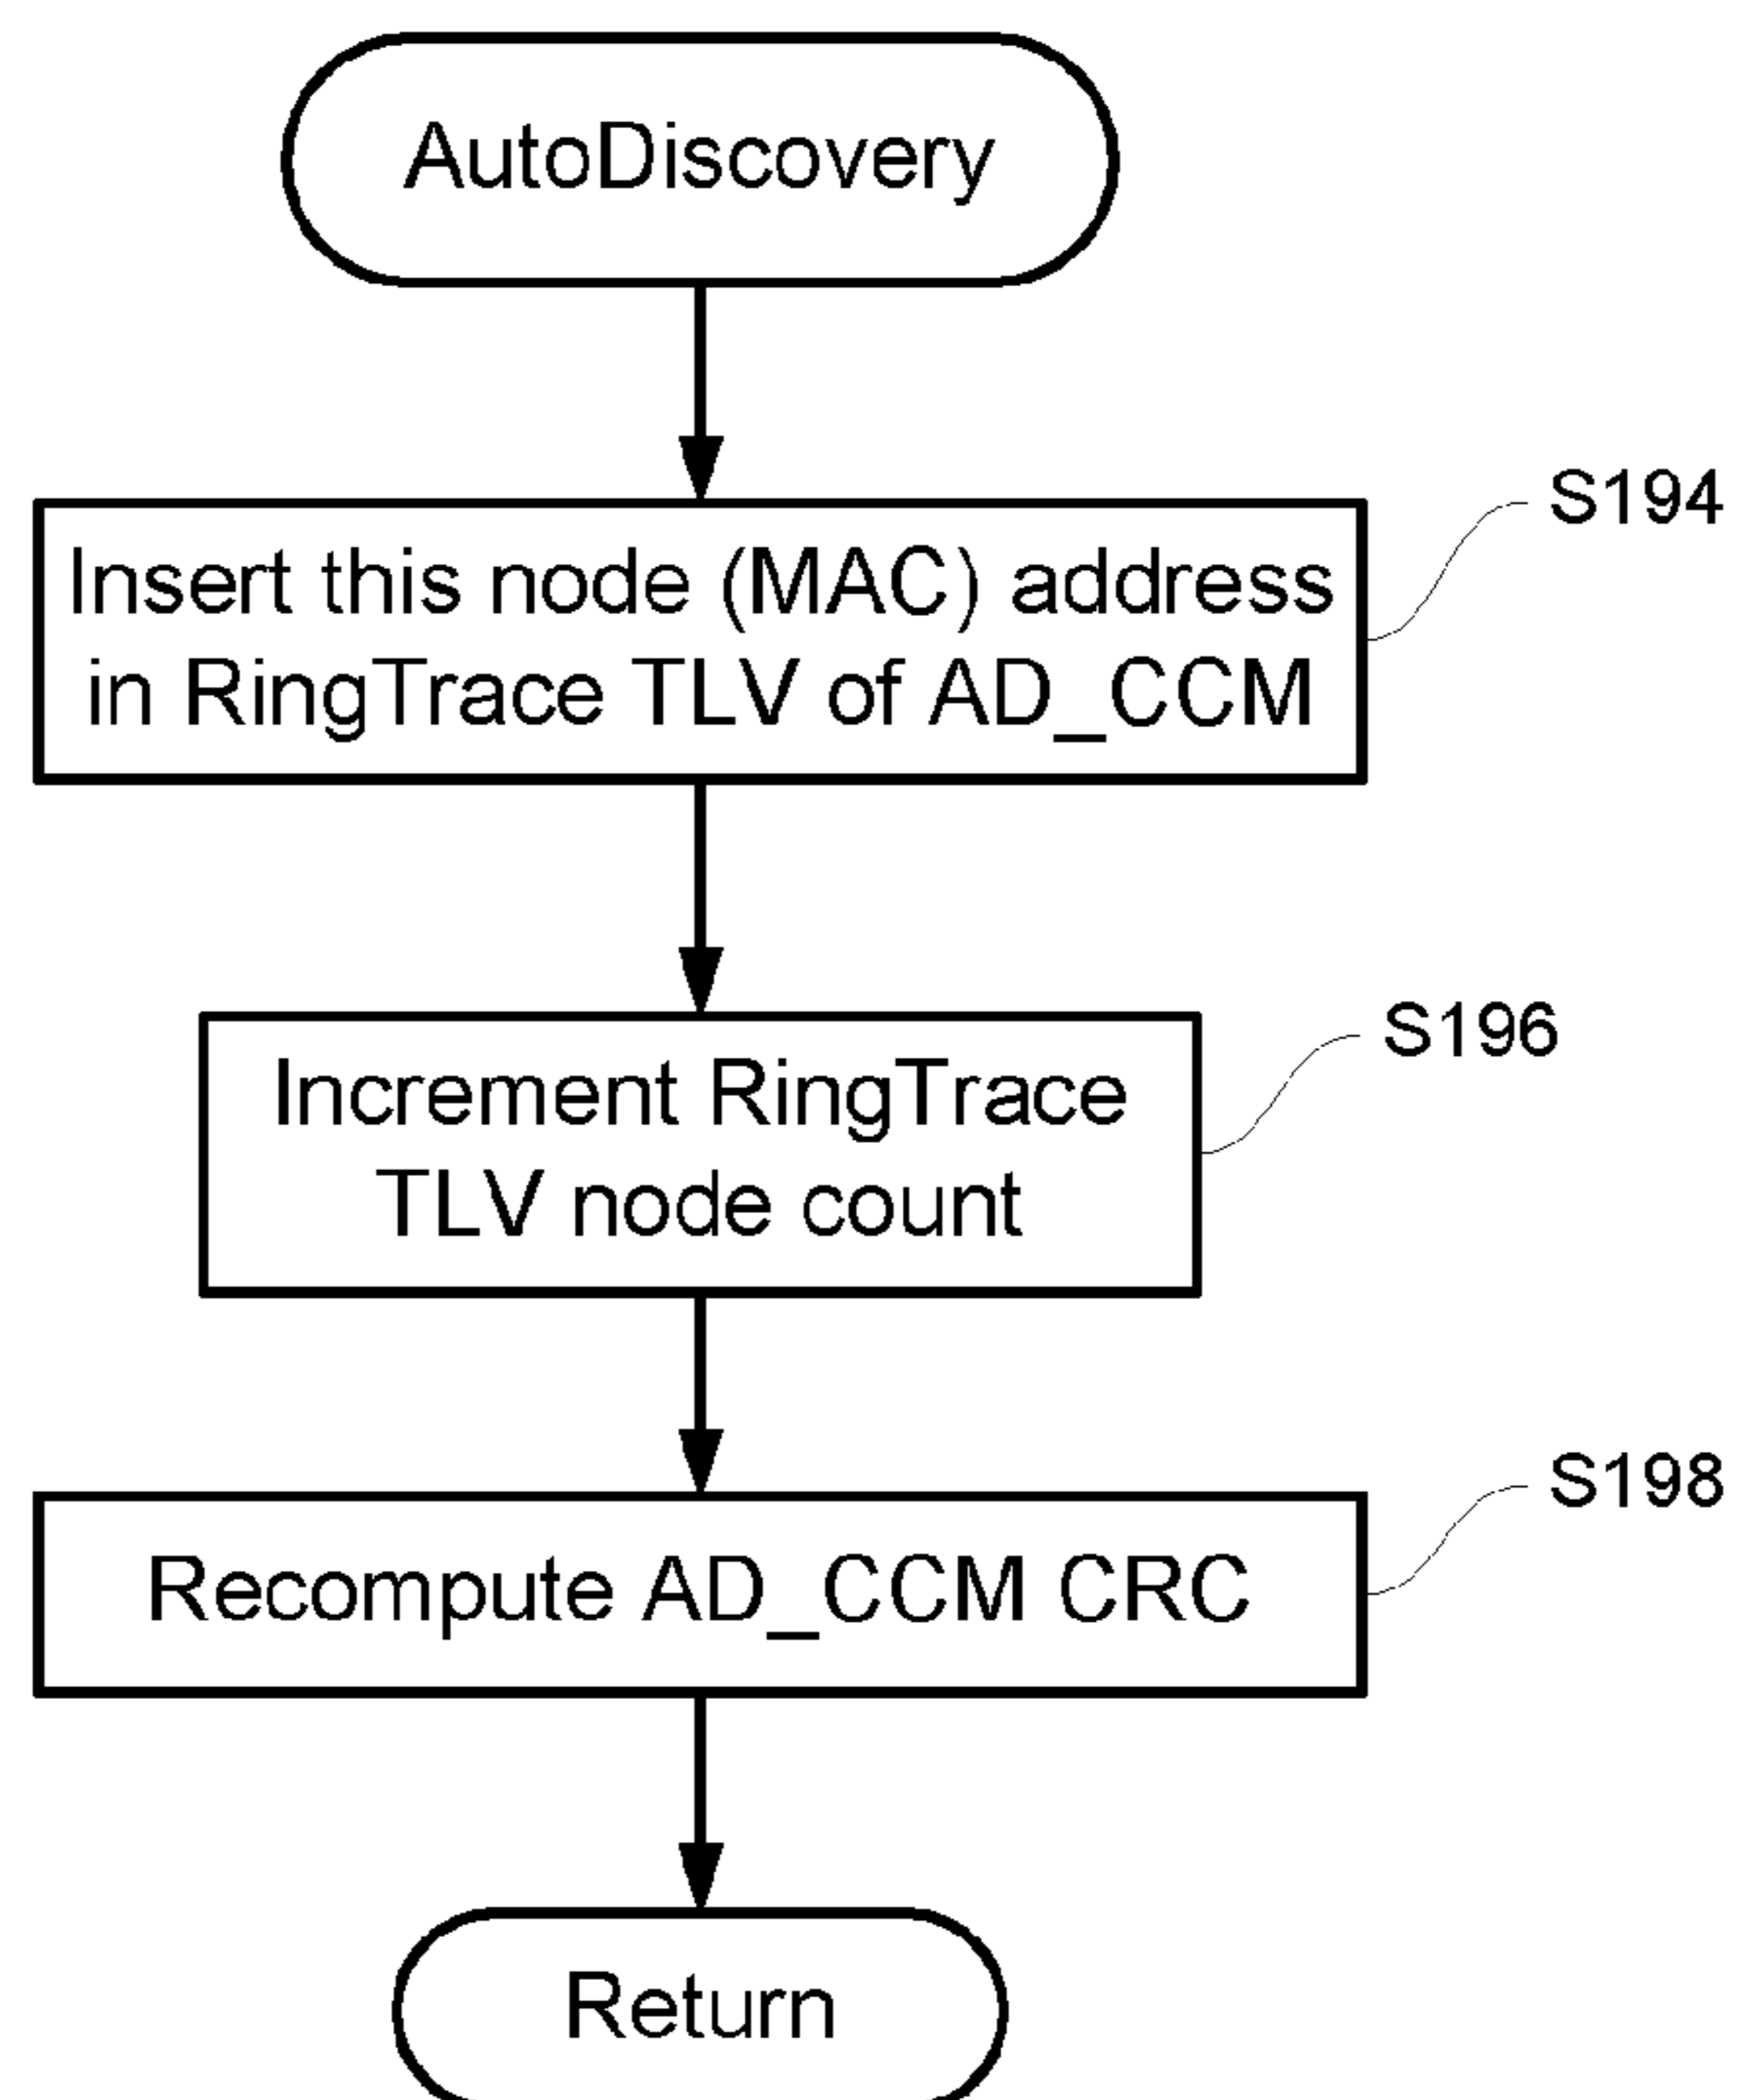 AutoDiscovery
S194
Insert this node (MAC) address
in RingTrace TLV of AD_CCM
S196
Increment RingTrace
TLV node count
S198
Recompute AD_CCM CRC
Return